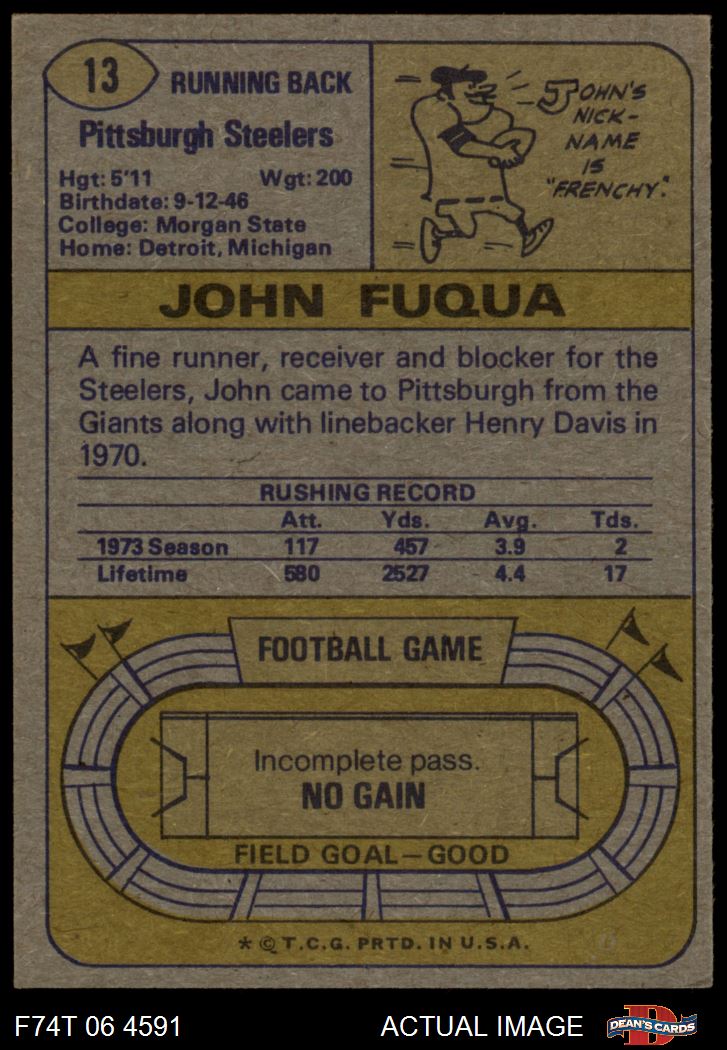 13
RUNNING BACK
Pittsburgh Steelers
Hgt: 5'11 Wgt: 200
Birthdate: 9-12-46
College: Morgan State
Home: Detroit, Michigan
JOHN'S
NICK-
NAME
IS
"FRENCHY".
JOHN FUQUA
A fine runner, receiver and blocker for the
Steelers, John came to Pittsburgh from the
Giants along with linebacker Henry Davis in
1970.
RUSHING RECORD
Att. Yds. Avg. Tds.
1973 Season 117 457 3.9 2
Lifetime 580 2527 4.4 17
FOOTBALL GAME
Incomplete pass.
NO GAIN
FIELD GOAL—GOOD
* © T.C.G. PRTD. IN U.S.A.
F74T 06 4591 ACTUAL IMAGE DEAN'S CARDS